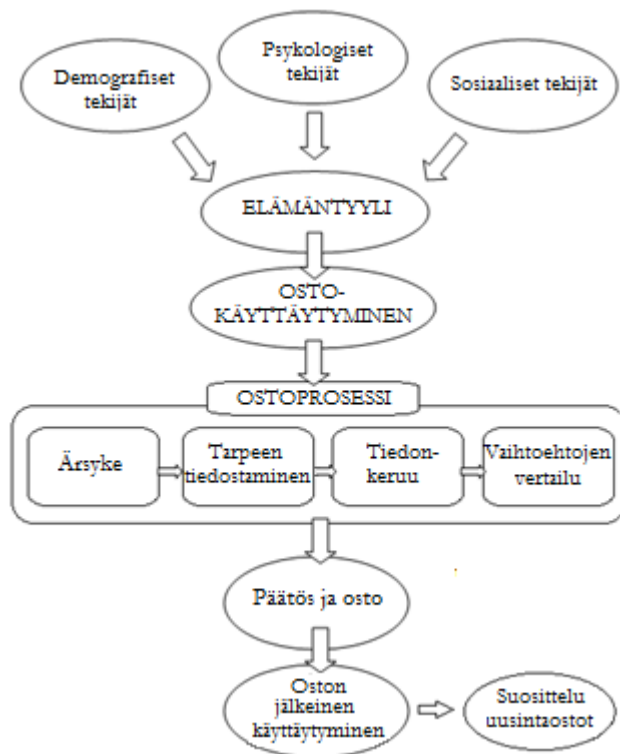 Demografiset
tekijät
Psykologiset
tekijät
Sosiaaliset tekijät
ELÄMÄNTYYLI
OSTO-
KÄYTTÄYTYMINEN
OSTOPROSESSI
Ärsyke
Tarpeen
tiedostaminen
Tiedon-
keruu
Vaihtoehtojen
vertailu
Päätös ja osto
Oston
jälkeinen
käyttäytyminen
Suosittelu
uusintaostot